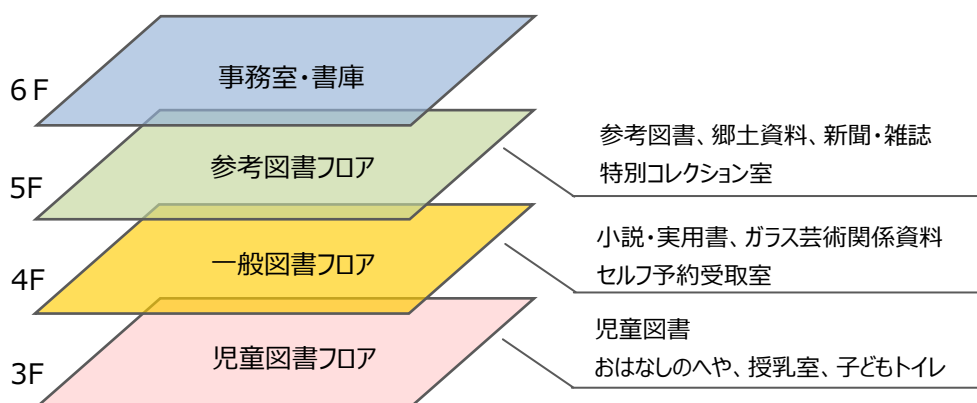 6F
事務室・書庫
5F
参考図書フロア
参考図書、郷土資料、新聞・雑誌
特別コレクション室
4F
一般図書フロア
小説・実用書、ガラス芸術関係資料
セルフ予約受取室
3F
児童図書フロア
児童図書
おはなしのへや、授乳室、子どもトイレ